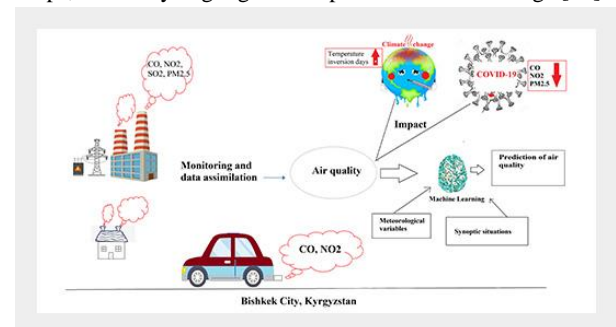 CO, NO2,
SO2, PM2.5
Climate change
Temperature
inversion days
COVID-19
CO
NO2
PM2.5
Impact
Monitoring and
data assimilation
Air quality
Prediction of air
quality
Machine Learning
Meteorological
variables
Synoptic situations
CO, NO2
Bishkek City, Kyrgyzstan